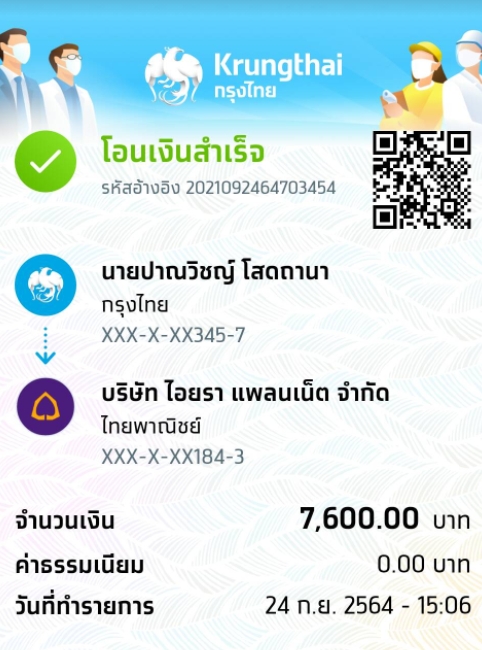 Krungthai
กรุงไทย
โอนเงินสำเร็จ
รหัสอ้างอิง 2021092464703454
นายปาณวิชญ์ โสดถานา
กรุงไทย
XXX-X-XX345-7
บริษัท ไอยรา แพลนเน็ต จำกัด
ไทยพาณิชย์
XXX-X-XX184-3
จำนวนเงิน 7,600.00 บาท
ค่าธรรมเนียม 0.00 บาท
วันที่ทำรายการ 24 ก.ย. 2564 - 15:06